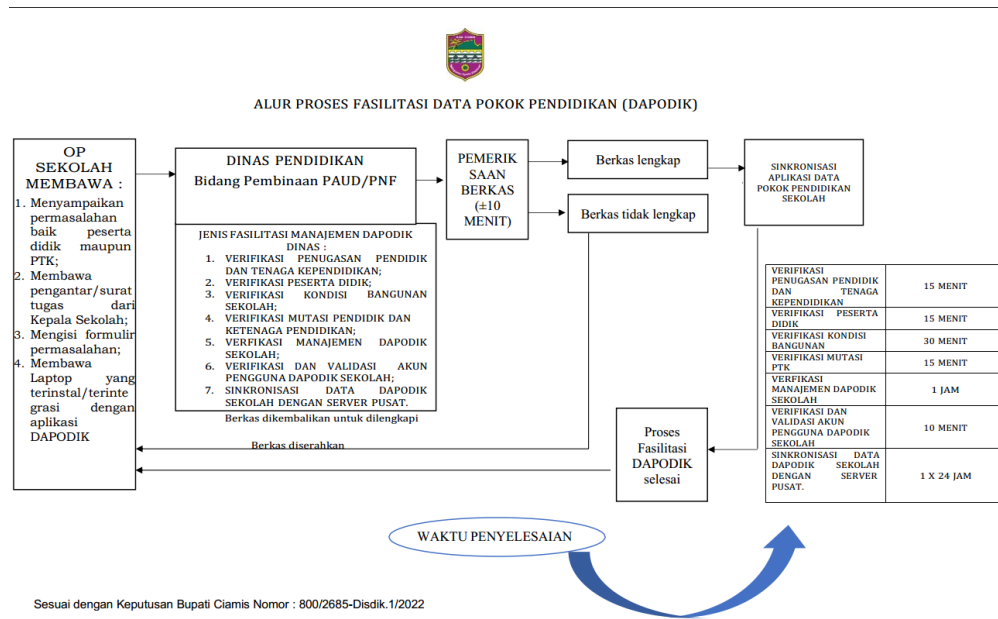 ALUR PROSES FASILITASI DATA POKOK PENDIDIKAN (DAPODIK)
OP
SEKOLAH
MEMBAWA :
1. Menyampaikan
permasalahan
baik peserta
didik maupun
PTK;
2. Membawa
pengantar/surat
tugas dari
Kepala Sekolah;
3. Mengisi formulir
permasalahan;
4. Membawa
Laptop yang
terinstal/terinte
grasi dengan
aplikasi
DAPODIK
DINAS PENDIDIKAN
Bidang Pembinaan PAUD/PNF
JENIS FASILITAS MANAJEMEN DAPODIK
DINAS :
1. VERIFIKASI PENUGASAN PENDIDIK
DAN TENAGA KEPENDIDIKAN;
2. VERIFIKASI PESERTA DIDIK;
3. VERIFIKASI KONDISI BANGUNAN
SEKOLAH;
4. VERIFIKASI MUTASI PENDIDIK DAN
KETENAGA PENDIDIKAN;
5. VERFIKASI MANAJEMEN DAPODIK
SEKOLAH;
6. VERIFIKASI DAN VALIDASI AKUN
PENGGUNA DAPODIK SEKOLAH;
7. SINKRONISASI DATA DAPODIK
SEKOLAH DENGAN SERVER PUSAT.
Berkas dikembalikan untuk dilengkapi
Berkas diserahkan
PEMERIK
SAAN
BERKAS
(±10
MENIT)
Berkas lengkap
Berkas tidak lengkap
SINKRONISASI
APLIKASI DATA
POKOK PENDIDIKAN
SEKOLAH
VERIFIKASI
PENUGASAN PENDIDIK
DAN TENAGA
KEPENDIDIKAN
15 MENIT
VERIFIKASI PESERTA
DIDIK
15 MENIT
VERIFIKASI KONDISI
BANGUNAN
30 MENIT
VERIFIKASI MUTASI
PTK
15 MENIT
VERFIKASI
MANAJEMEN DAPODIK
SEKOLAH
1 JAM
VERIFIKASI DAN
VALIDASI AKUN
PENGGUNA DAPODIK
SEKOLAH
10 MENIT
SINKRONISASI DATA
DAPODIK SEKOLAH
DENGAN SERVER
PUSAT.
1 X 24 JAM
Proses
Fasilitasi
DAPODIK
selesai
WAKTU PENYELESAIAN
Sesuai dengan Keputusan Bupati Ciamis Nomor : 800/2685-Disdik.1/2022